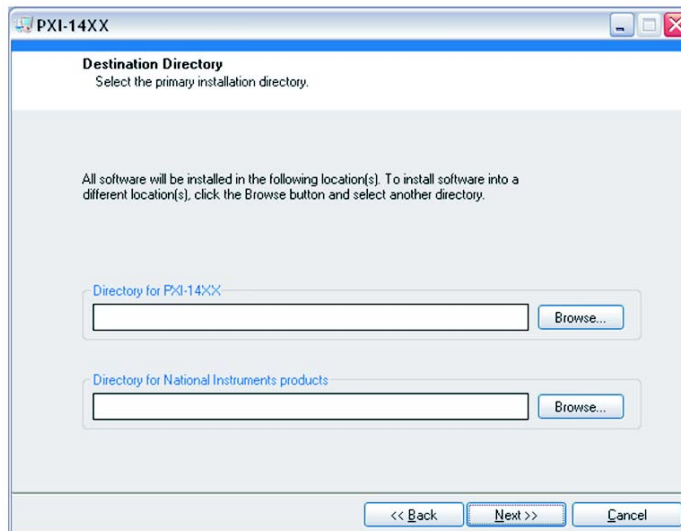 PXI-14XX
Destination Directory
Select the primary installation directory.
All software will be installed in the following location(s). To install software into a
different location(s), click the Browse button and select another directory.
Directory for PXI-14XX
Browse...
Directory for National Instruments products
Browse...
<< Back
Next >>
Cancel